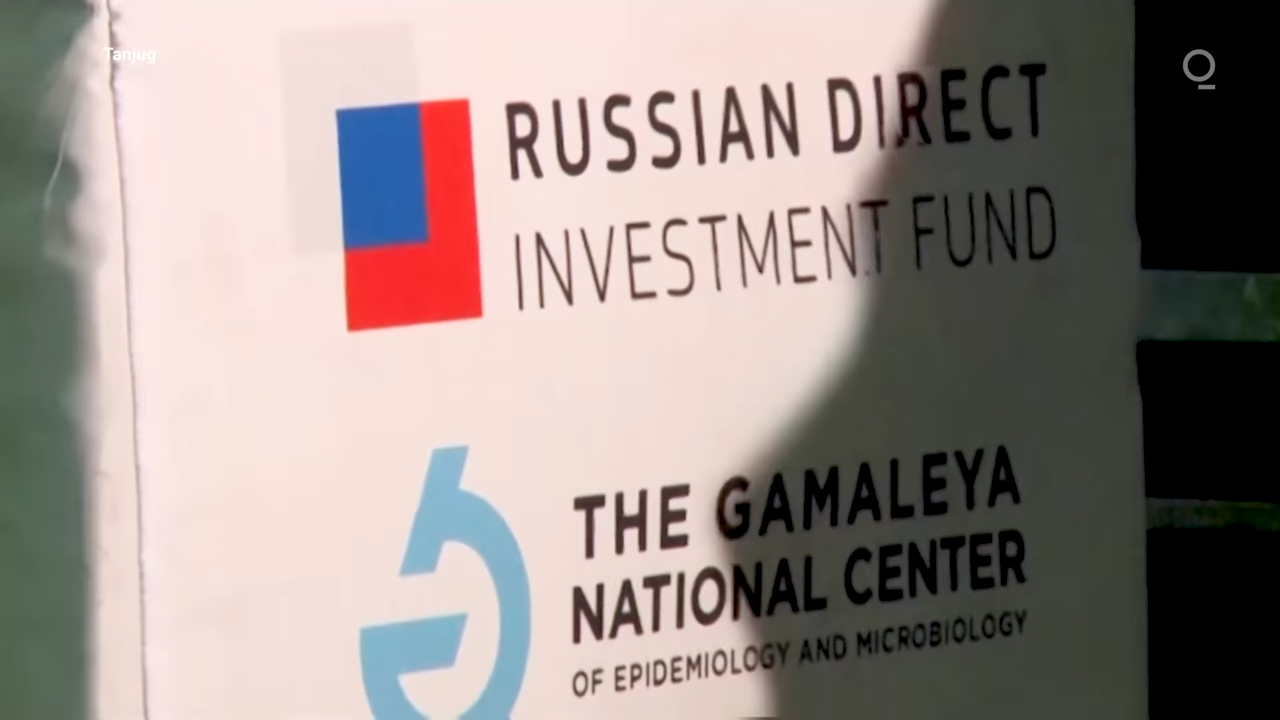 Tanjug
RUSSIAN DIRECT
INVESTMENT FUND
THE GAMALEYA
NATIONAL CENTER
OF EPIDEMIOLOGY AND MICROBIOLOGY